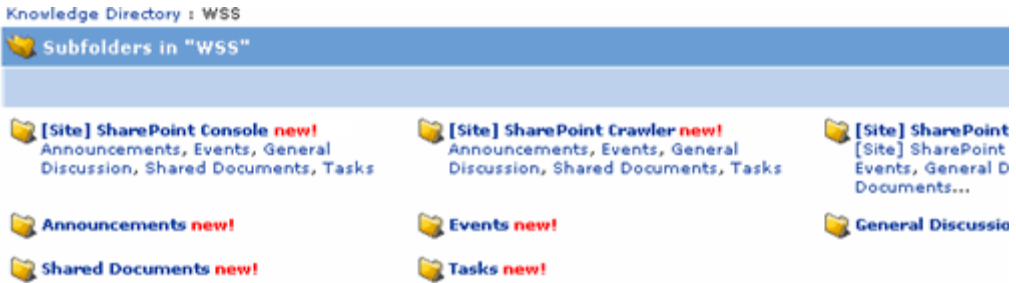 Knowledge Directory : WSS
Subfolders in "WSS"
[Site] SharePoint Console new!
Announcements, Events, General
Discussion, Shared Documents, Tasks
[Site] SharePoint Crawler new!
Announcements, Events, General
Discussion, Shared Documents, Tasks
[Site] SharePoint
[Site] SharePoint
Events, General D
Documents...
Announcements new!
Events new!
General Discussio
Shared Documents new!
Tasks new!